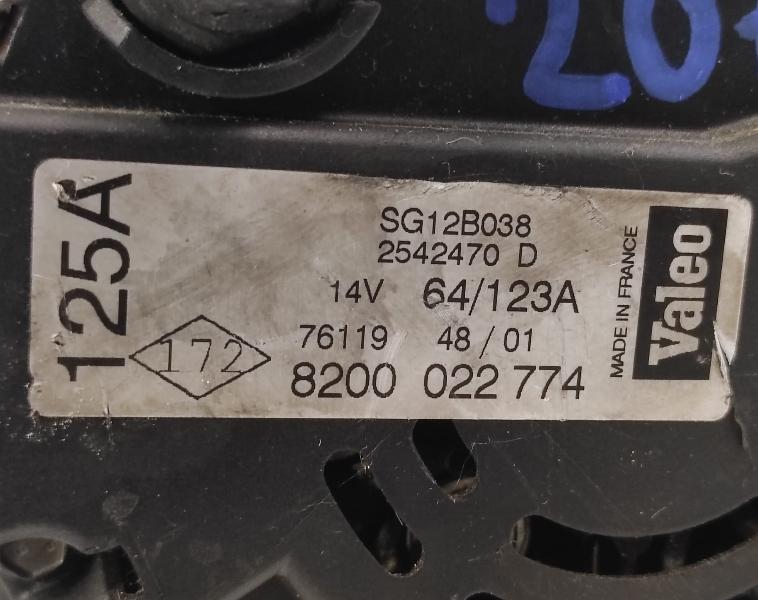 125A
SG12B038
2542470 D
14V 64/123A
76119 48/01
172
8200 022 774
MADE IN FRANCE
Valeo